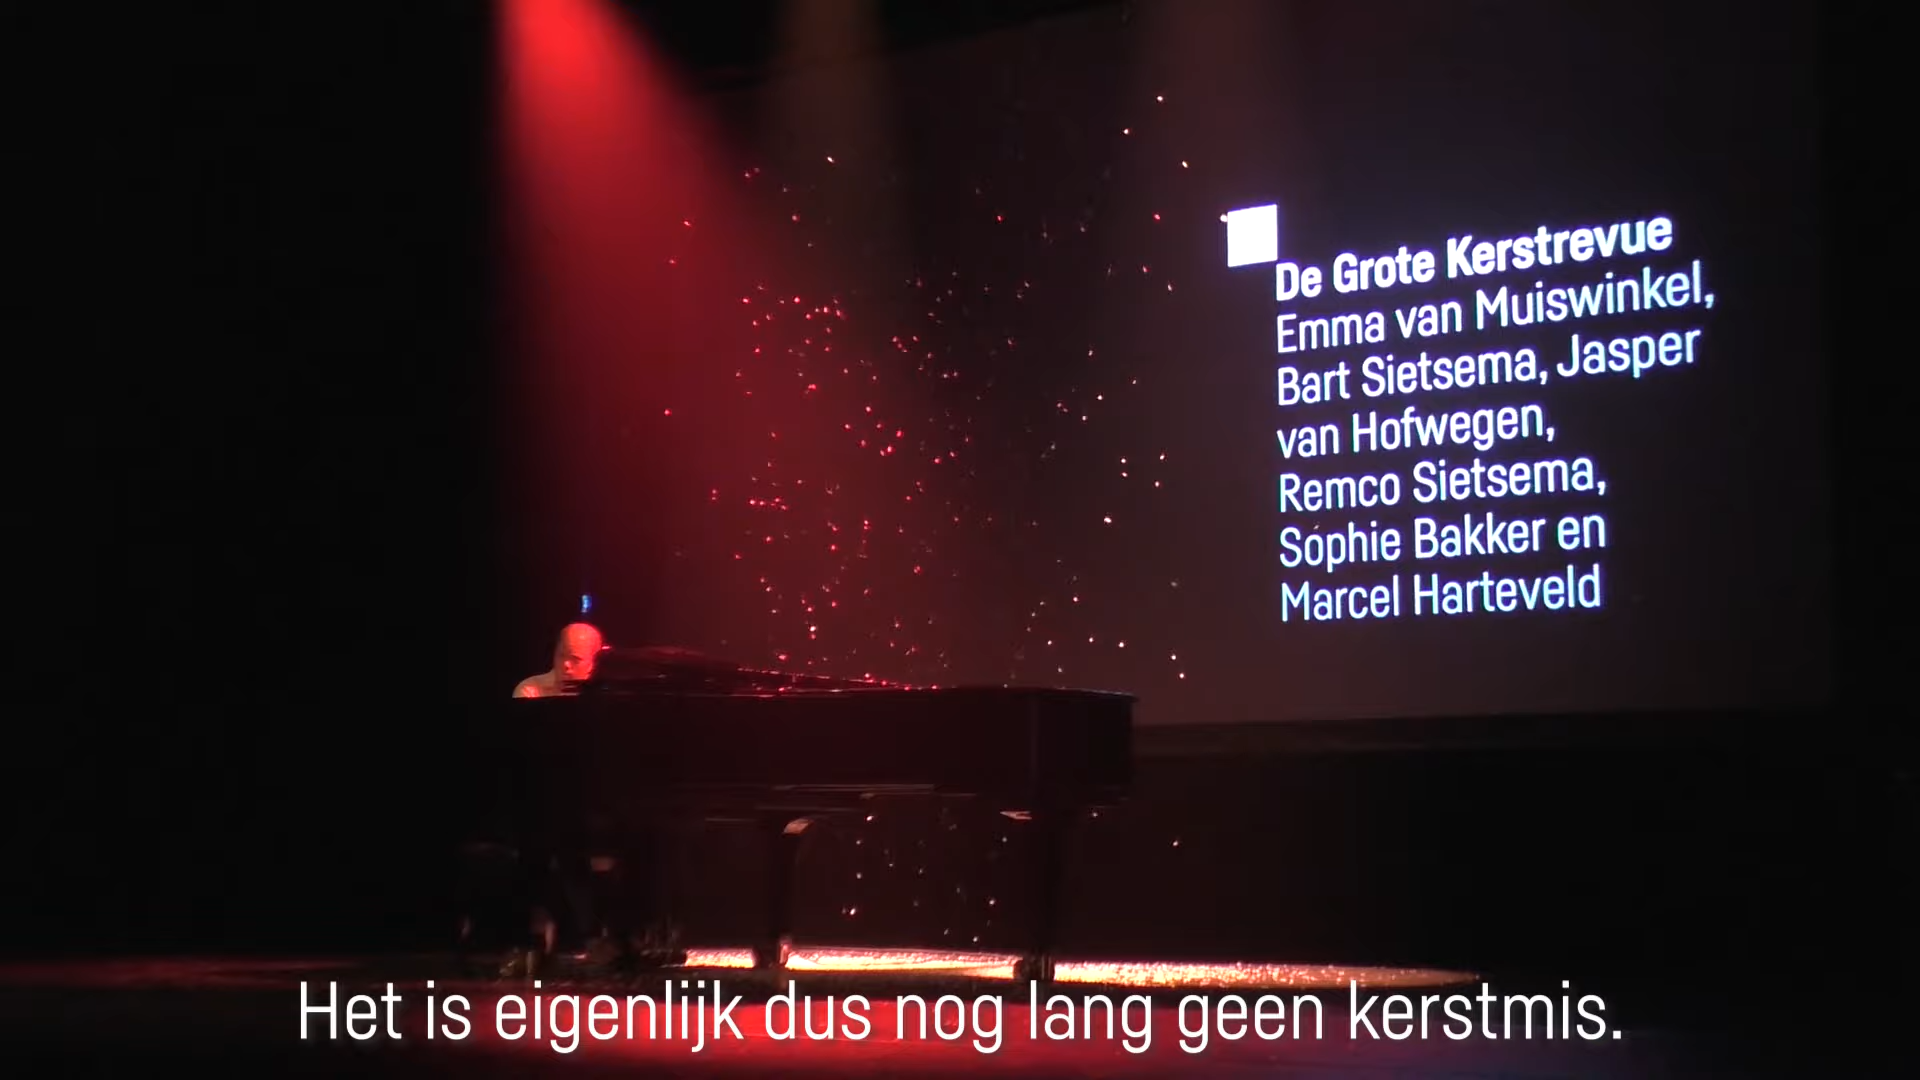 De Grote Kerstrevue
Emma van Muiswinkel,
Bart Sietsema, Jasper
van Hofwegen,
Remco Sietsema,
Sophie Bakker en
Marcel Harteveld
Het is eigenlijk dus nog lang geen kerstmis.